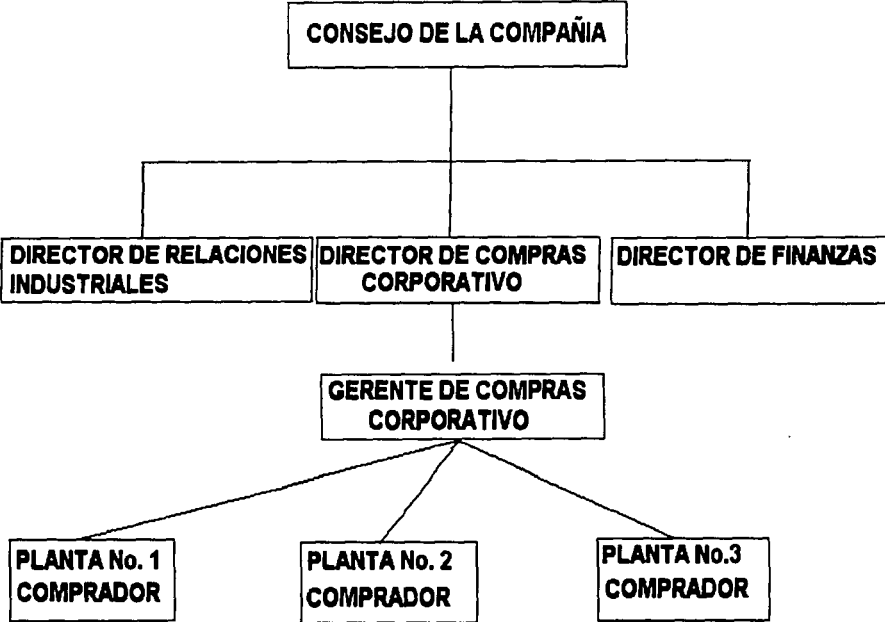 CONSEJO DE LA COMPAÑIA
DIRECTOR DE RELACIONES
INDUSTRIALES
DIRECTOR DE COMPRAS
CORPORATIVO
DIRECTOR DE FINANZAS
GERENTE DE COMPRAS
CORPORATIVO
PLANTA No. 1
COMPRADOR
PLANTA No. 2
COMPRADOR
PLANTA No.3
COMPRADOR